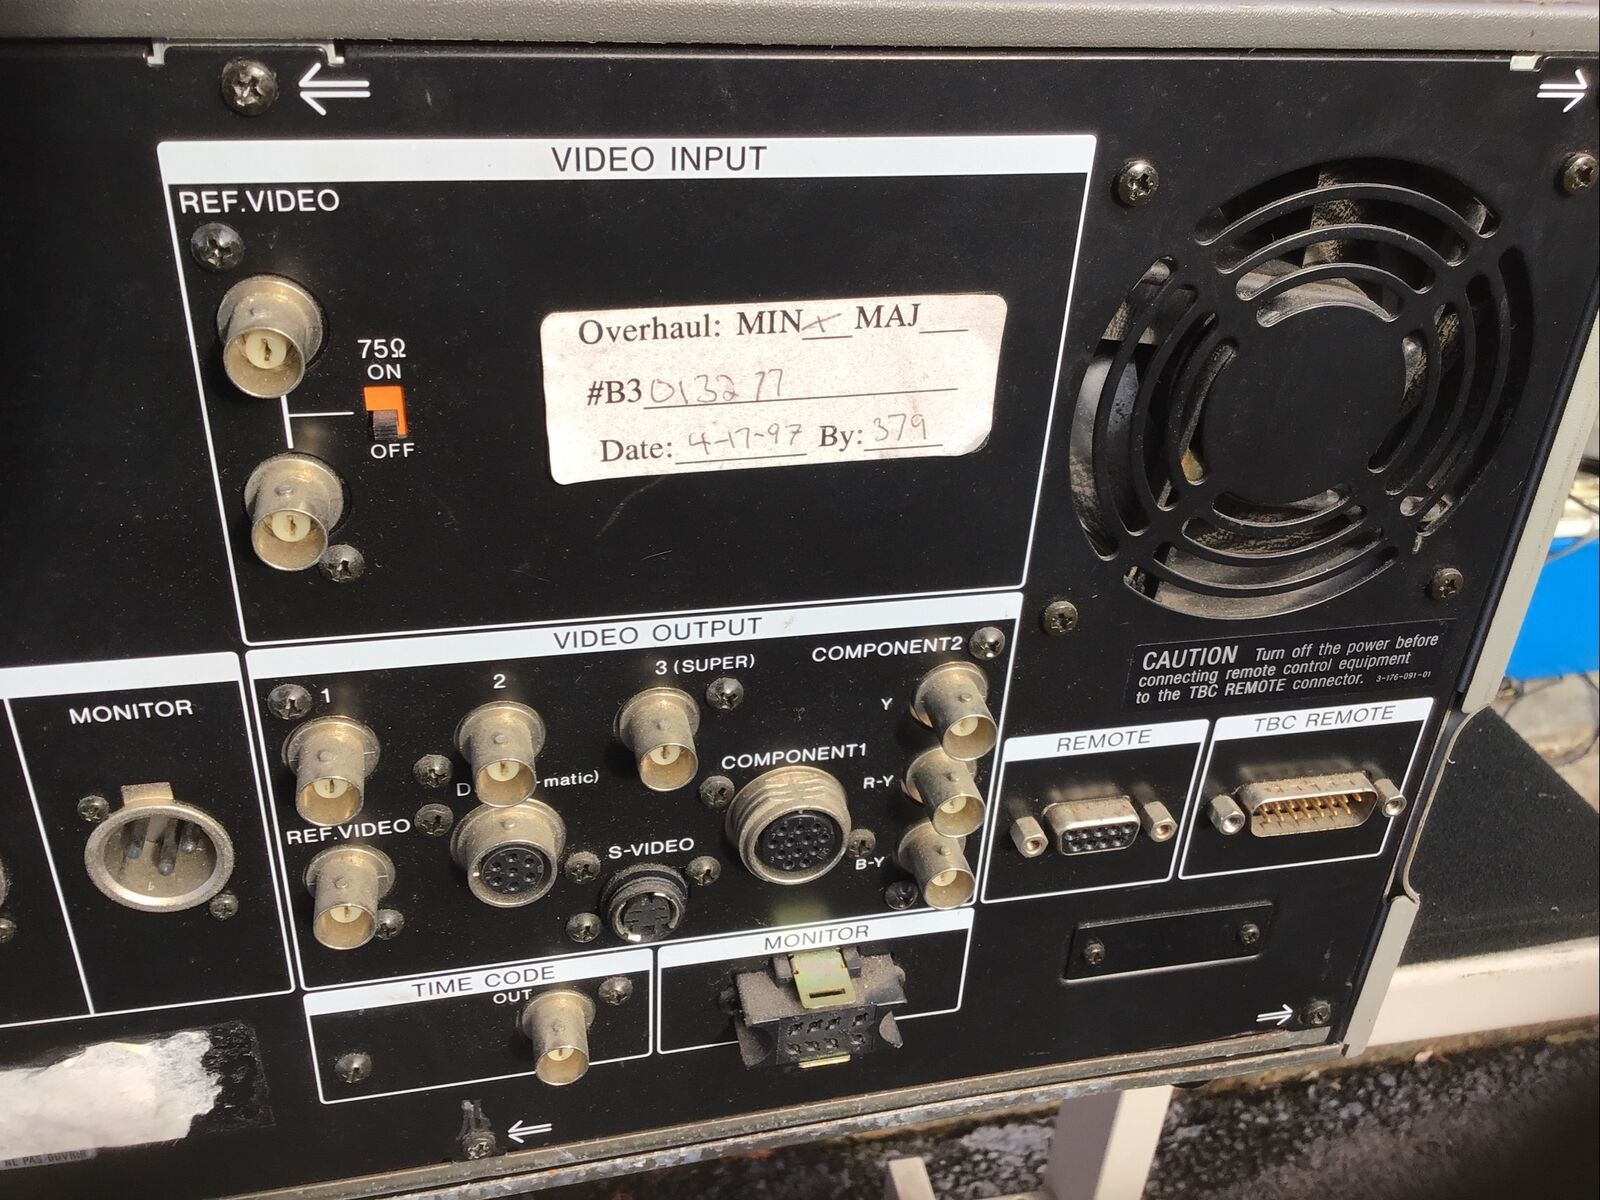 VIDEO INPUT
REF.VIDEO
75Ω
ON
OFF
Overhaul: MIN x MAJ
#B3 013277
Date: 4-17-97 By: 379
VIDEO OUTPUT
1
2
3 (SUPER)
COMPONENT2
Y
R-Y
B-Y
COMPONENT1
D -matic)
REF.VIDEO
S-VIDEO
MONITOR
TIME CODE
OUT
MONITOR
CAUTION Turn off the power before
connecting remote control equipment
to the TBC REMOTE connector. 3-176-091-01
REMOTE
TBC REMOTE
NE PAS OUVRIR